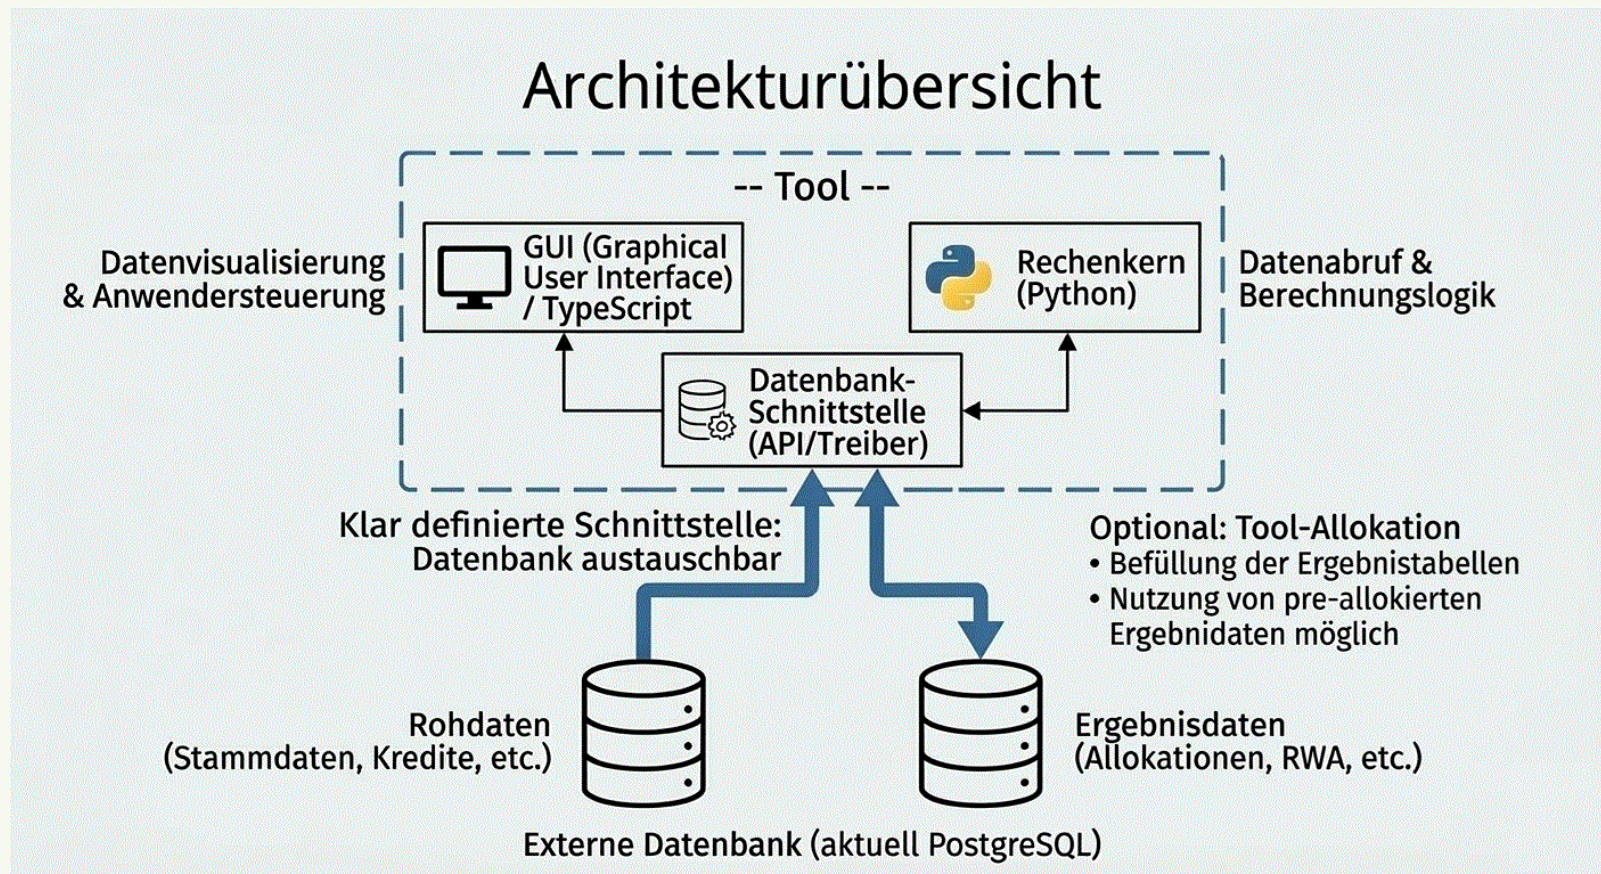 Architekturübersicht
-- Tool --
Datenvisualisierung
& Anwendersteuerung
GUI (Graphical
User Interface)
/ TypeScript
Rechenkern
(Python)
Datenabruf &
Berechnungslogik
Datenbank-
Schnittstelle
(API/Treiber)
Klar definierte Schnittstelle:
Datenbank austauschbar
Optional: Tool-Allokation
• Befüllung der Ergebnistabellen
• Nutzung von pre-allokierten
Ergebnidaten möglich
Rohdaten
(Stammdaten, Kredite, etc.)
Ergebnisdaten
(Allokationen, RWA, etc.)
Externe Datenbank (aktuell PostgreSQL)